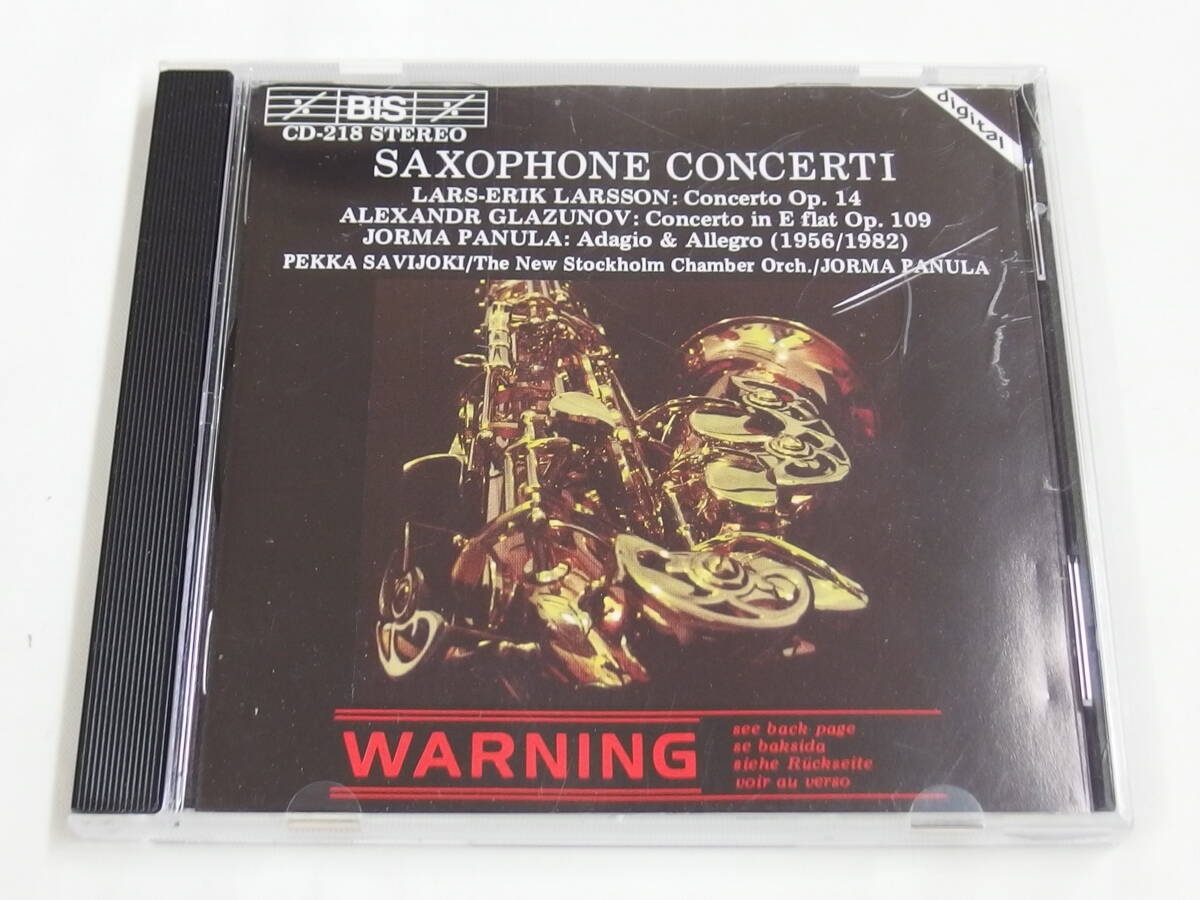 BIS
digital
CD-218 STEREO
SAXOPHONE CONCERTI
LARS-ERIK LARSSON: Concerto Op. 14
ALEXANDR GLAZUNOV: Concerto in E flat Op. 109
JORMA PANULA: Adagio & Allegro (1956/1982)
PEKKA SAVIJOKI/The New Stockholm Chamber Orch./JORMA PANULA
WARNING
see back page
se baksida
siehe Rückseite
voir au verso